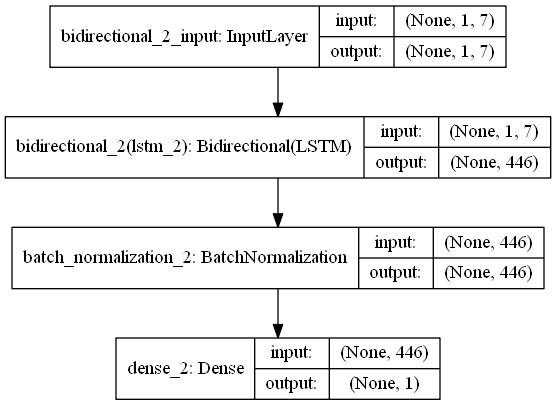 bidirectional_2_input: InputLayer
input: (None, 1, 7)
output: (None, 1, 7)
bidirectional_2(lstm_2): Bidirectional(LSTM)
input: (None, 1, 7)
output: (None, 446)
batch_normalization_2: BatchNormalization
input: (None, 446)
output: (None, 446)
dense_2: Dense
input: (None, 446)
output: (None, 1)